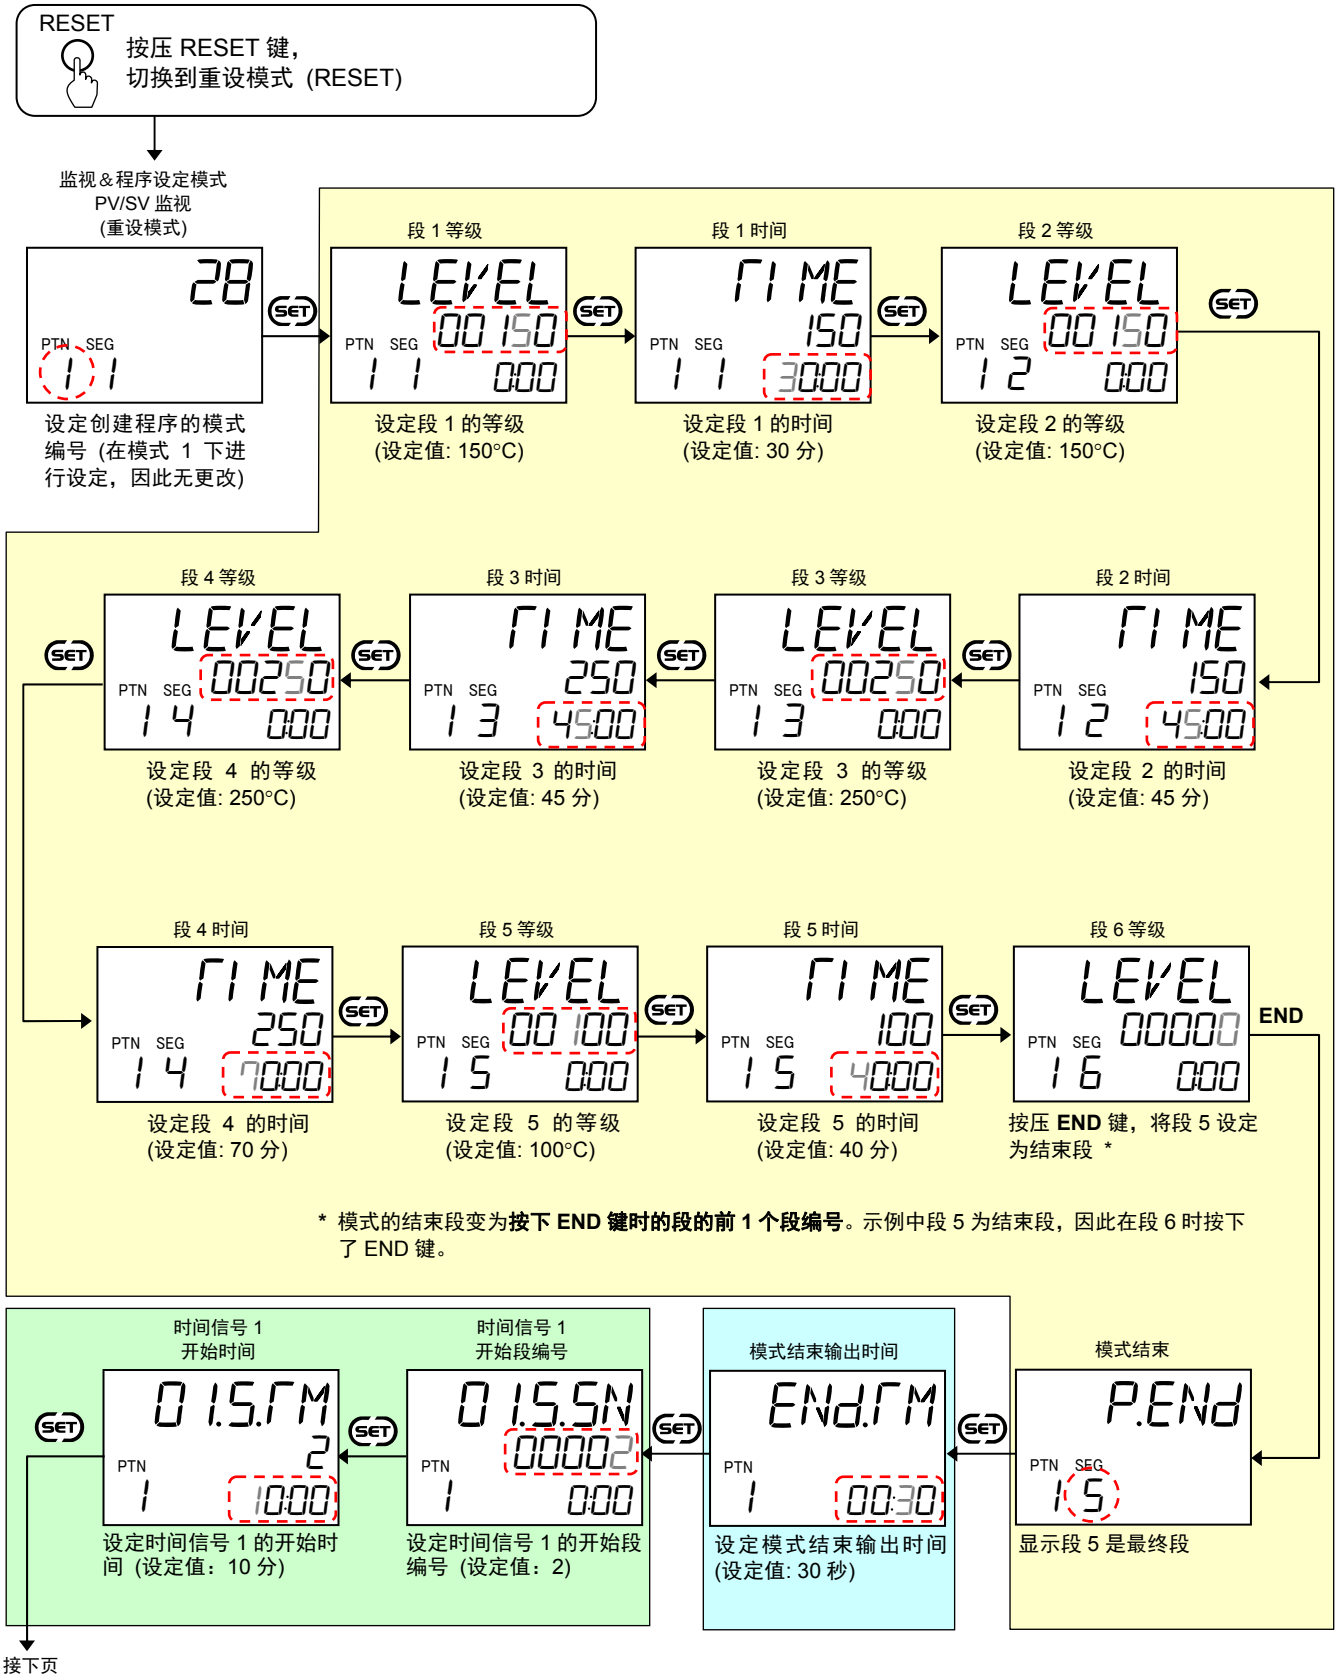 RESET
按压 RESET 键，
切换到重设模式 (RESET)
监视＆程序设定模式
PV/SV 监视
(重设模式)
28
PTN SEG
1 1
设定创建程序的模式
编号 (在模式 1 下进
行设定，因此无更改)
SET
段 1 等级
LEVEL
00150
PTN SEG
1 1 0:00
设定段 1 的等级
(设定值: 150°C)
SET
段 1 时间
TIME
150
PTN SEG
1 1 30:00
设定段 1 的时间
(设定值: 30 分)
SET
段 2 等级
LEVEL
00150
PTN SEG
1 2 0:00
设定段 2 的等级
(设定值: 150°C)
SET
段 2 时间
TIME
150
PTN SEG
1 2 45:00
设定段 2 的时间
(设定值: 45 分)
SET
段 3 等级
LEVEL
00250
PTN SEG
1 3 0:00
设定段 3 的等级
(设定值: 250°C)
SET
段 3 时间
TIME
250
PTN SEG
1 3 45:00
设定段 3 的时间
(设定值: 45 分)
SET
段 4 等级
LEVEL
00250
PTN SEG
1 4 0:00
设定段 4 的等级
(设定值: 250°C)
SET
段 4 时间
TIME
250
PTN SEG
1 4 70:00
设定段 4 的时间
(设定值: 70 分)
SET
段 5 等级
LEVEL
00100
PTN SEG
1 5 0:00
设定段 5 的等级
(设定值: 100°C)
SET
段 5 时间
TIME
100
PTN SEG
1 5 40:00
设定段 5 的时间
(设定值: 40 分)
SET
段 6 等级
LEVEL
00000
PTN SEG
1 6 0:00
按压 END 键，将段 5 设定
为结束段 *
END
* 模式的结束段变为按下 END 键时的段的前 1 个段编号。示例中段 5 为结束段，因此在段 6 时按下
了 END 键。
模式结束
P.ENd
PTN SEG
1 5
显示段 5 是最终段
SET
模式结束输出时间
ENd.TM
PTN
1 00:30
设定模式结束输出时间
(设定值: 30 秒)
SET
时间信号 1
开始段编号
01.S.SN
00002
PTN
1 0:00
设定时间信号 1 的开始段
编号 (设定值：2)
SET
时间信号 1
开始时间
01.S.TM
2
PTN
1 10:00
设定时间信号 1 的开始时
间 (设定值：10 分)
SET
接下页